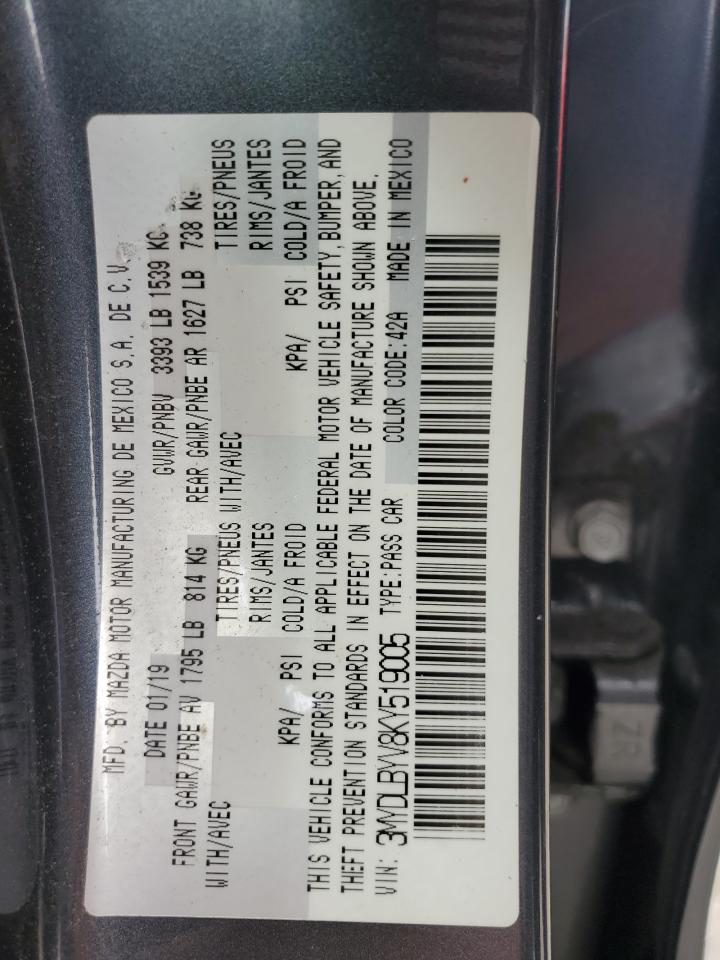 MFD. BY MAZDA MOTOR MANUFACTURING DE MEXICO S.A. DE C.V.
DATE 01/19 GVWR/PNBV 3393 LB 1539 KG
FRONT GAWR/PNBE AV 1795 LB 814 KG REAR GAWR/PNBE AR 1627 LB 738 KG
WITH/AVEC TIRES/PNEUS WITH/AVEC TIRES/PNEUS
RIMS/JANTES RIMS/JANTES
KPA/ PSI COLD/A FROID KPA/ PSI COLD/A FROID
THIS VEHICLE CONFORMS TO ALL APPLICABLE FEDERAL MOTOR VEHICLE SAFETY, BUMPER, AND
THEFT PREVENTION STANDARDS IN EFFECT ON THE DATE OF MANUFACTURE SHOWN ABOVE.
VIN: 3MYDLBYV8KY519005 TYPE:PASS CAR COLOR CODE:42A MADE IN MEXICO
ZR